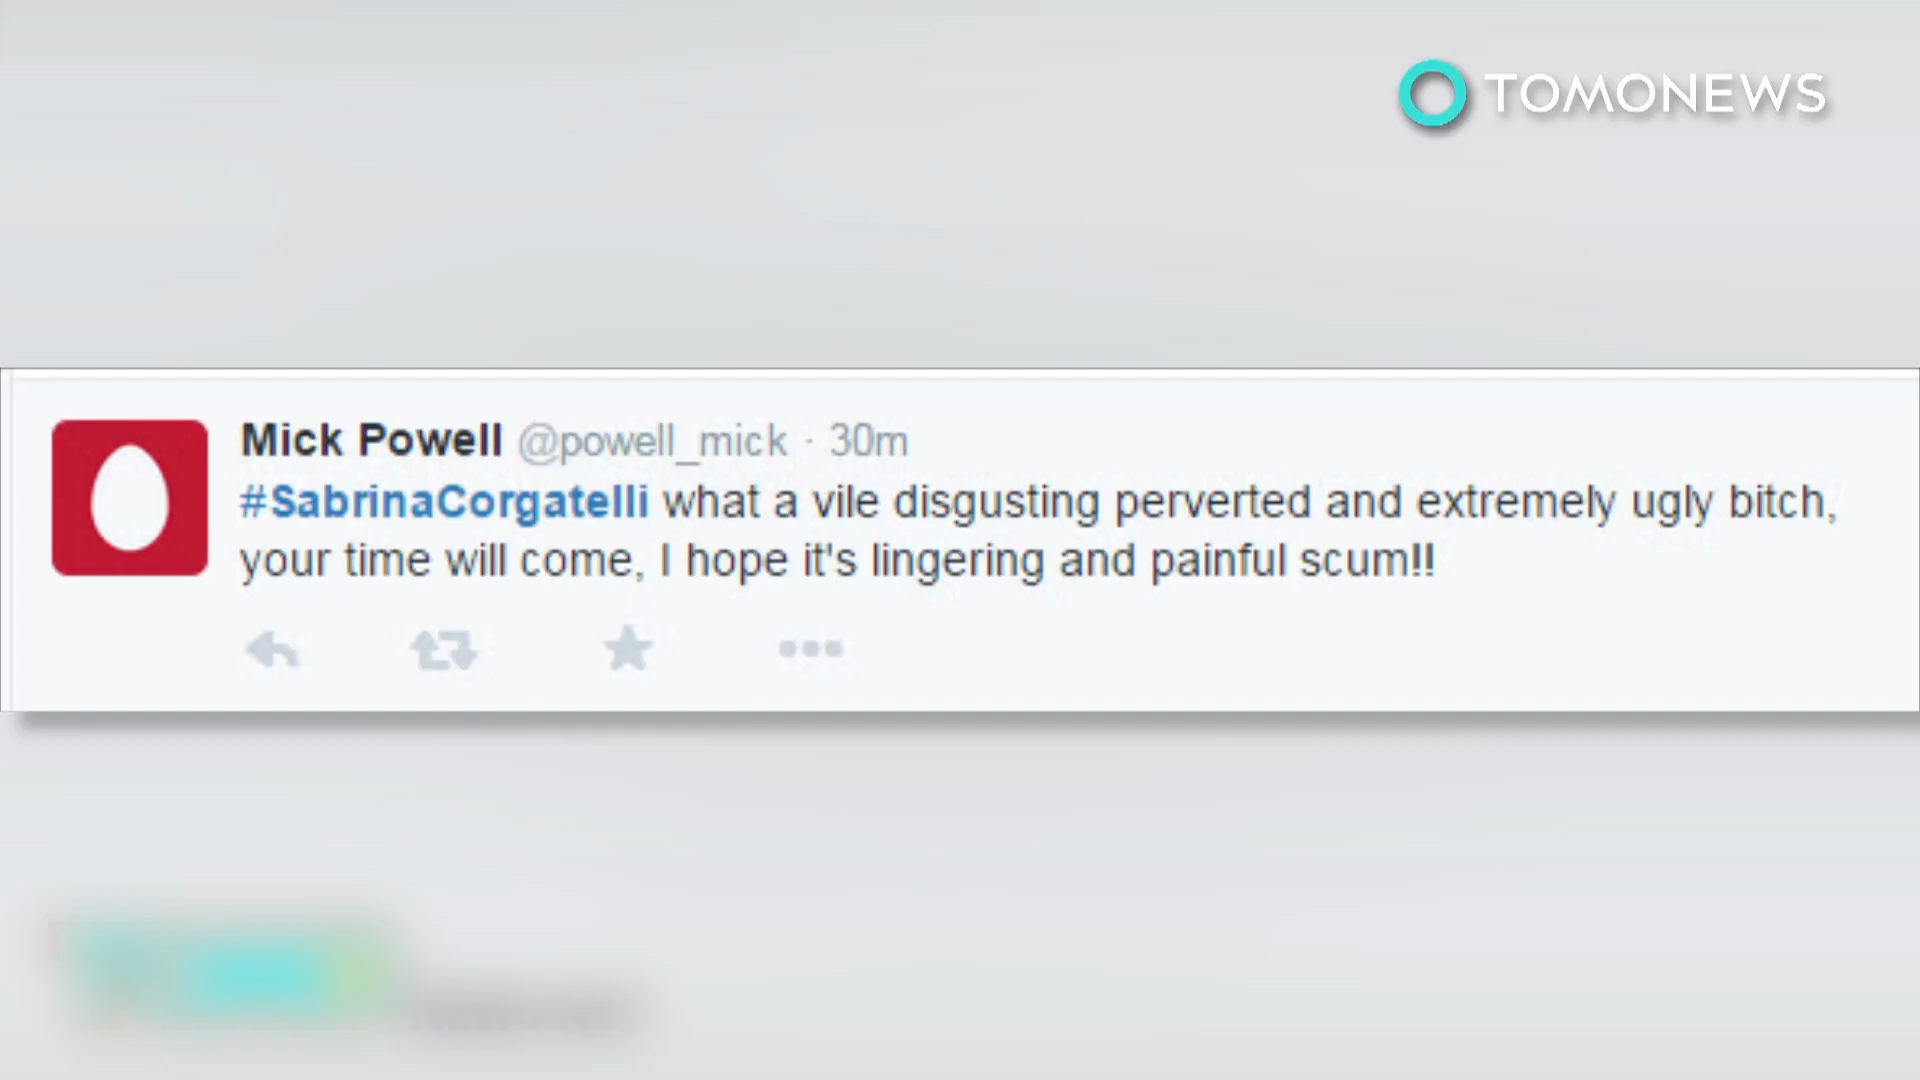 TOMONEWS
Mick Powell @powell_mick · 30m
#SabrinaCorgatelli what a vile disgusting perverted and extremely ugly bitch,
your time will come, I hope it's lingering and painful scum!!